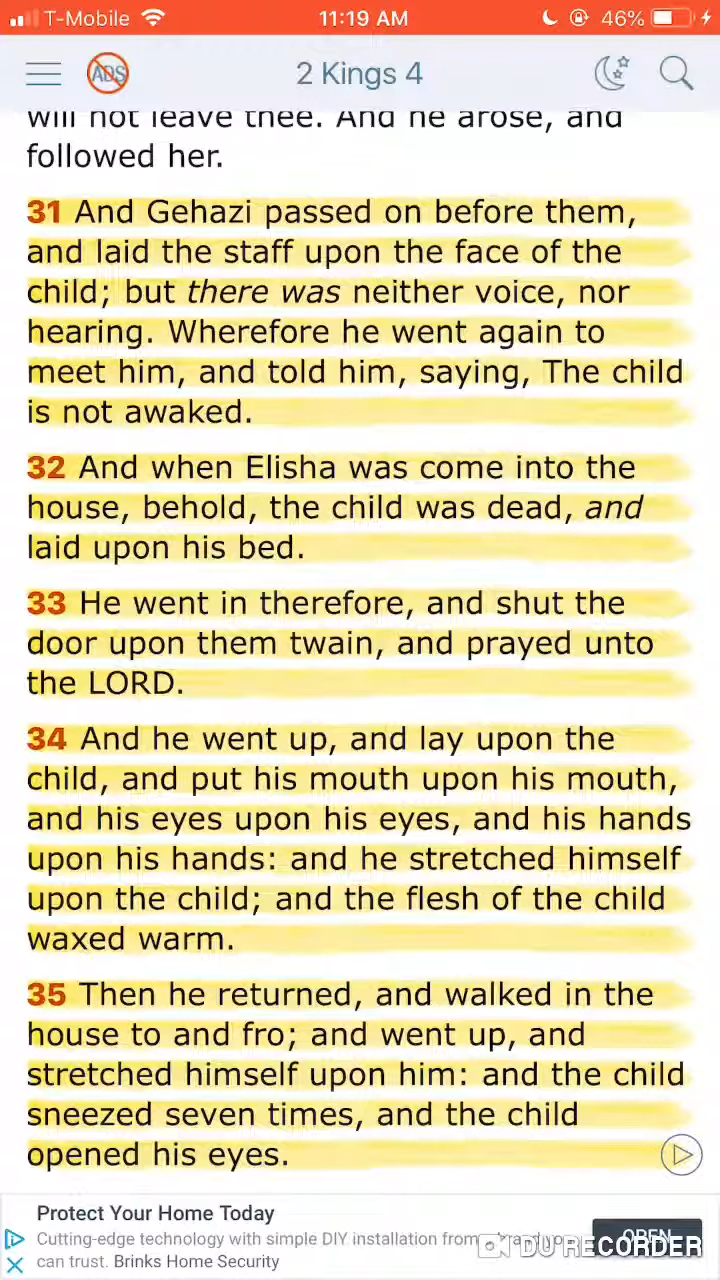 T-Mobile 11:19 AM 46%
ADS 2 Kings 4
will not leave thee. And he arose, and
followed her.
31 And Gehazi passed on before them,
and laid the staff upon the face of the
child; but there was neither voice, nor
hearing. Wherefore he went again to
meet him, and told him, saying, The child
is not awaked.
32 And when Elisha was come into the
house, behold, the child was dead, and
laid upon his bed.
33 He went in therefore, and shut the
door upon them twain, and prayed unto
the LORD.
34 And he went up, and lay upon the
child, and put his mouth upon his mouth,
and his eyes upon his eyes, and his hands
upon his hands: and he stretched himself
upon the child; and the flesh of the child
waxed warm.
35 Then he returned, and walked in the
house to and fro; and went up, and
stretched himself upon him: and the child
sneezed seven times, and the child
opened his eyes.
Protect Your Home Today
Cutting-edge technology with simple DIY installation from
can trust. Brinks Home Security
OPEN
DU RECORDER